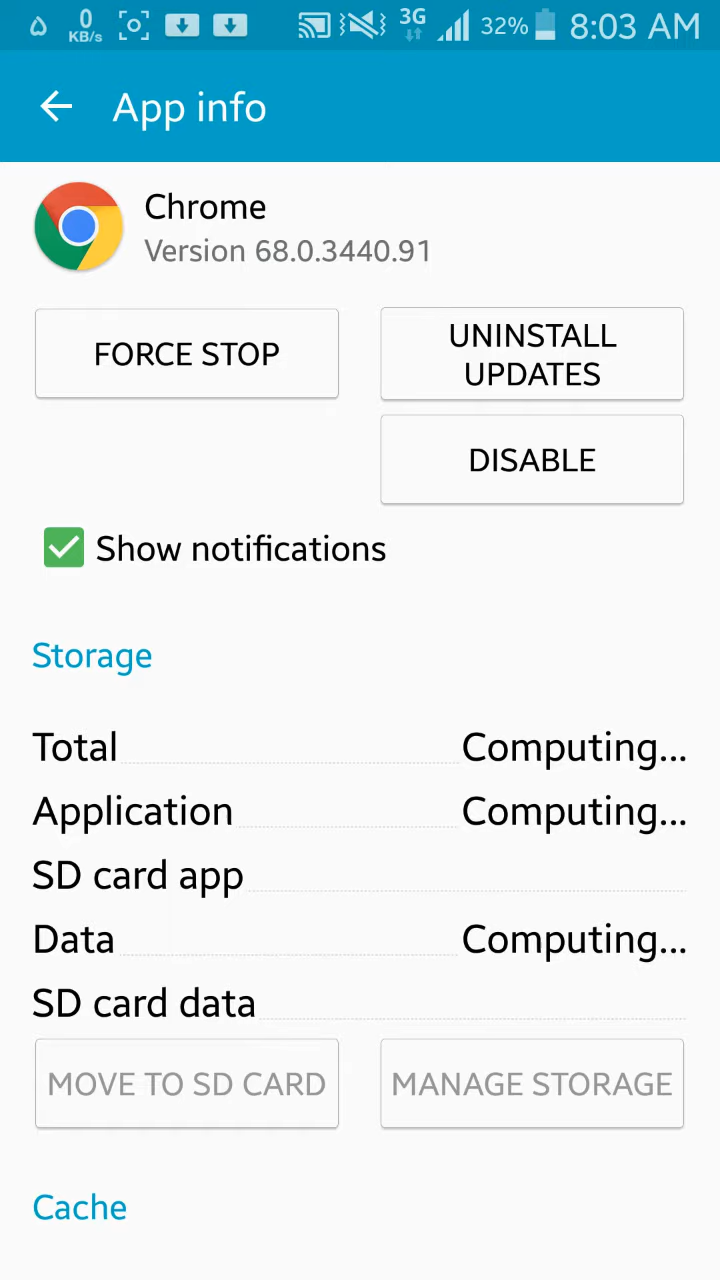 0 KB/s 3G 32% 8:03 AM
App info
Chrome
Version 68.0.3440.91
FORCE STOP
UNINSTALL
UPDATES
DISABLE
Show notifications
Storage
Total Computing...
Application Computing...
SD card app
Data Computing...
SD card data
MOVE TO SD CARD MANAGE STORAGE
Cache